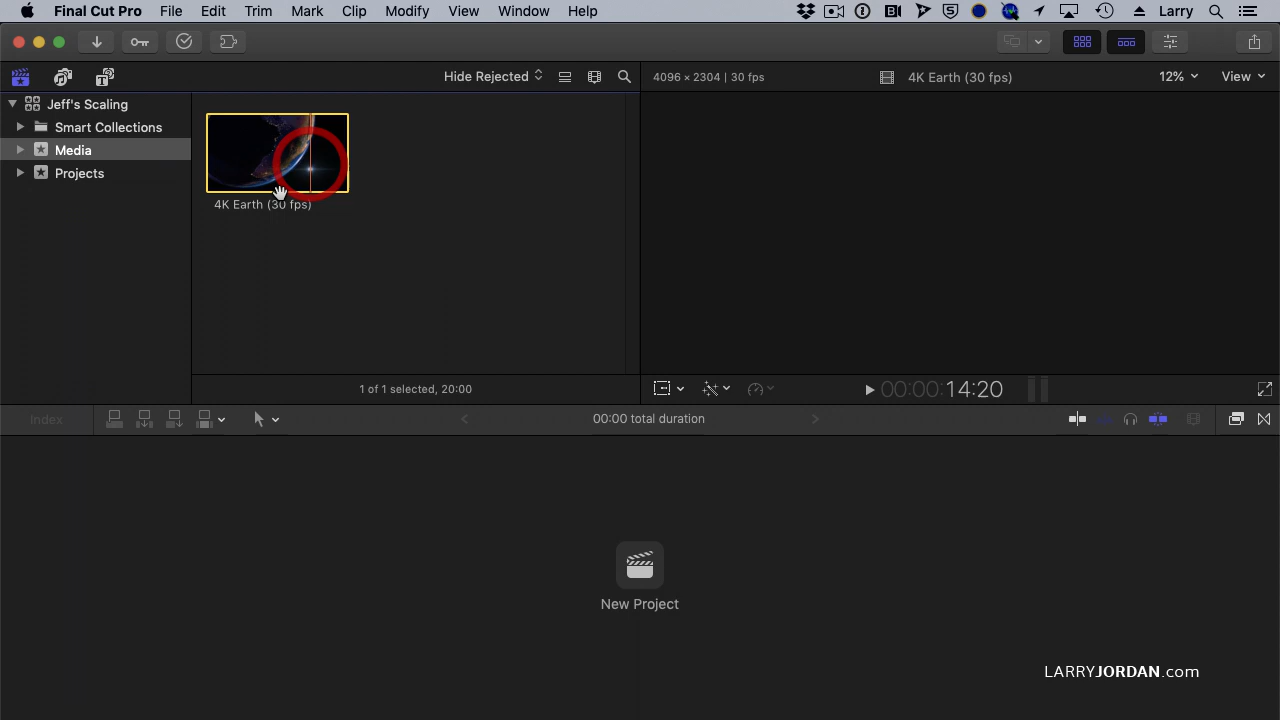 Final Cut Pro File Edit Trim Mark Clip Modify View Window Help Larry
Hide Rejected 4096 × 2304 | 30 fps 4K Earth (30 fps) 12% View
Jeff's Scaling
Smart Collections
Media
Projects
4K Earth (30 fps)
1 of 1 selected, 20:00 00:00:14:20
Index 00:00 total duration
New Project
LARRYJORDAN.com